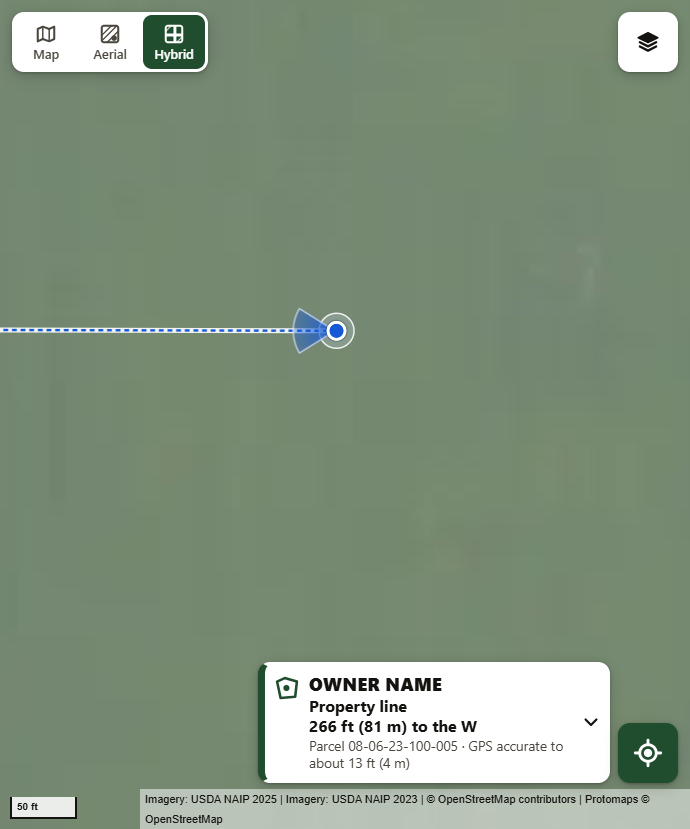 Map
Aerial
Hybrid
OWNER NAME
Property line
266 ft (81 m) to the W
Parcel 08-06-23-100-005 · GPS accurate to
about 13 ft (4 m)
50 ft
Imagery: USDA NAIP 2025 | Imagery: USDA NAIP 2023 | © OpenStreetMap contributors | Protomaps ©
OpenStreetMap